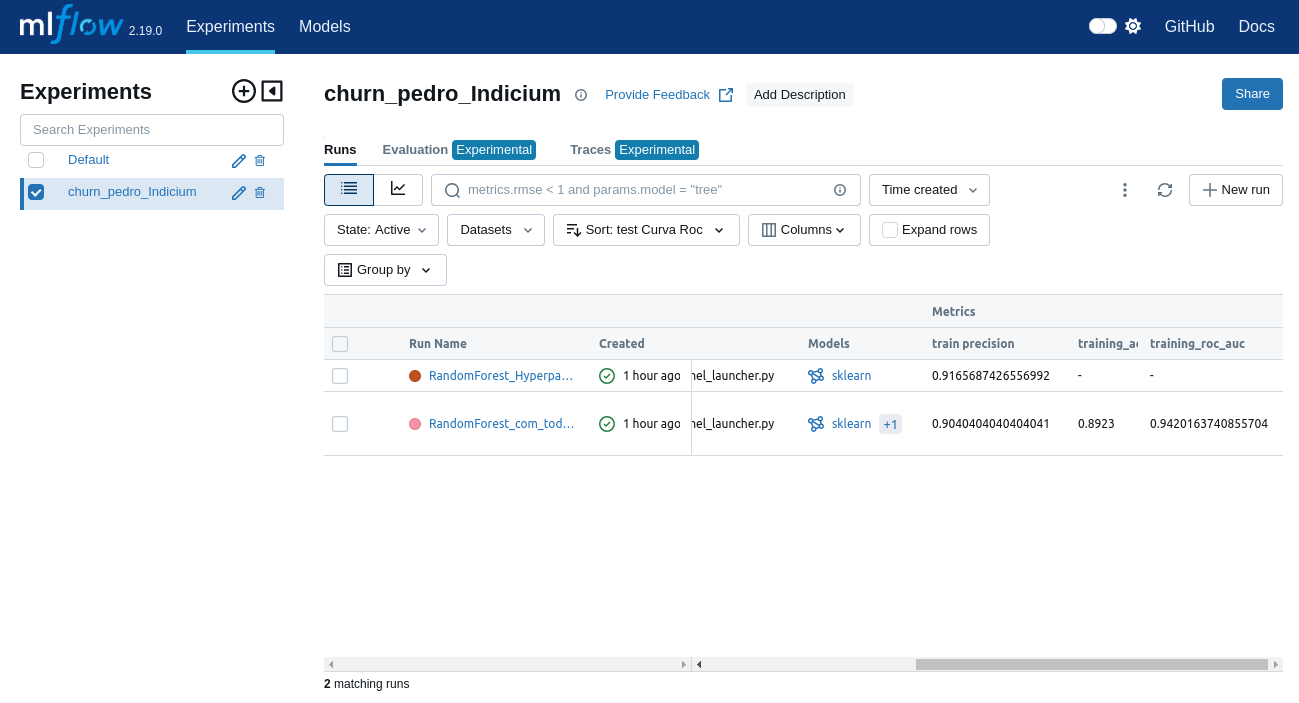 mlflow 2.19.0 Experiments Models GitHub Docs
Experiments
Search Experiments
Default
churn_pedro_Indicium
churn_pedro_Indicium Provide Feedback Add Description Share
Runs Evaluation Experimental Traces Experimental
metrics.rmse < 1 and params.model = "tree" Time created New run
State: Active Datasets Sort: test Curva Roc Columns Expand rows
Group by
Metrics
Run Name Created Models train precision training_ac training_roc_auc
RandomForest_Hyperpa... 1 hour ago nel_launcher.py sklearn 0.9165687426556992 - -
RandomForest_com_tod... 1 hour ago nel_launcher.py sklearn +1 0.9040404040404041 0.8923 0.9420163740855704
2 matching runs